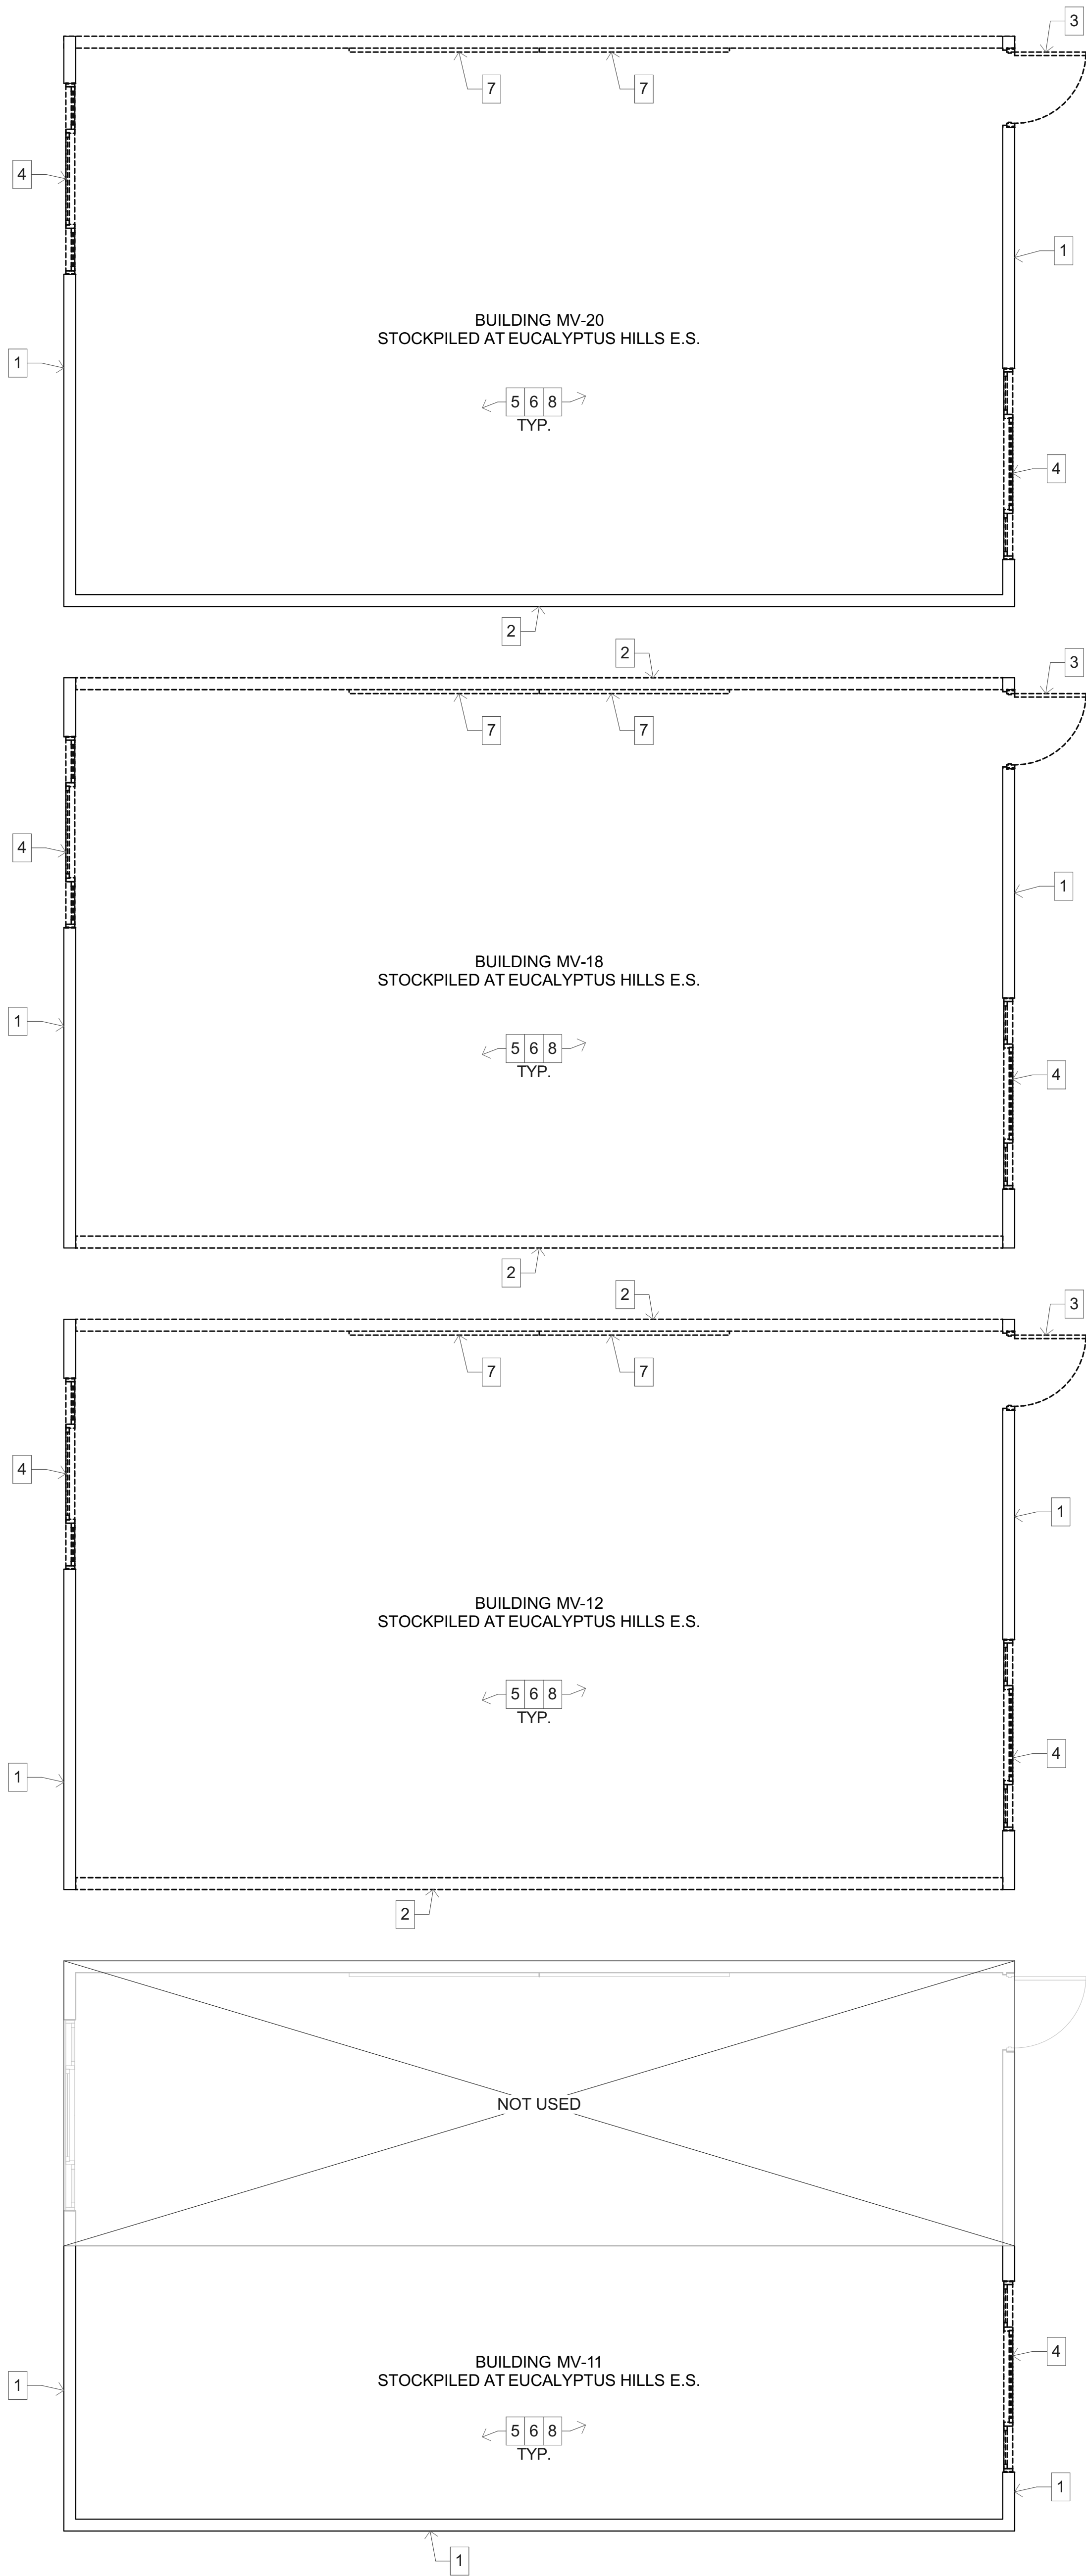 3
7 7
4
1
BUILDING MV-20
STOCKPILED AT EUCALYPTUS HILLS E.S.
1
5 6 8
TYP.
4
2
2
3
7 7
4
1
BUILDING MV-18
STOCKPILED AT EUCALYPTUS HILLS E.S.
1
5 6 8
TYP.
4
2
2
3
7 7
4
1
BUILDING MV-12
STOCKPILED AT EUCALYPTUS HILLS E.S.
5 6 8
TYP.
4
1
2
NOT USED
4
BUILDING MV-11
STOCKPILED AT EUCALYPTUS HILLS E.S.
1
5 6 8
TYP.
1
1